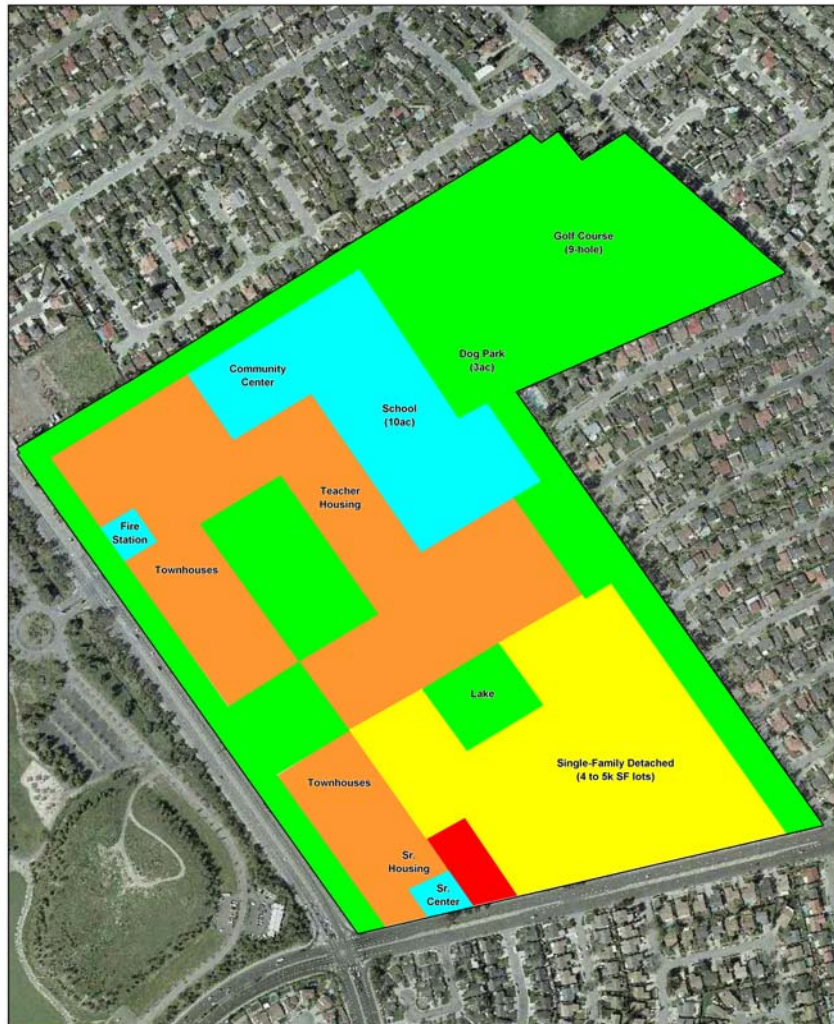 Golf Course
(9-hole)
Dog Park
(3ac)
Community
Center
School
(10ac)
Teacher
Housing
Fire
Station
Townhouses
Lake
Single-Family Detached
(4 to 5k SF lots)
Townhouses
Sr.
Housing
Sr.
Center